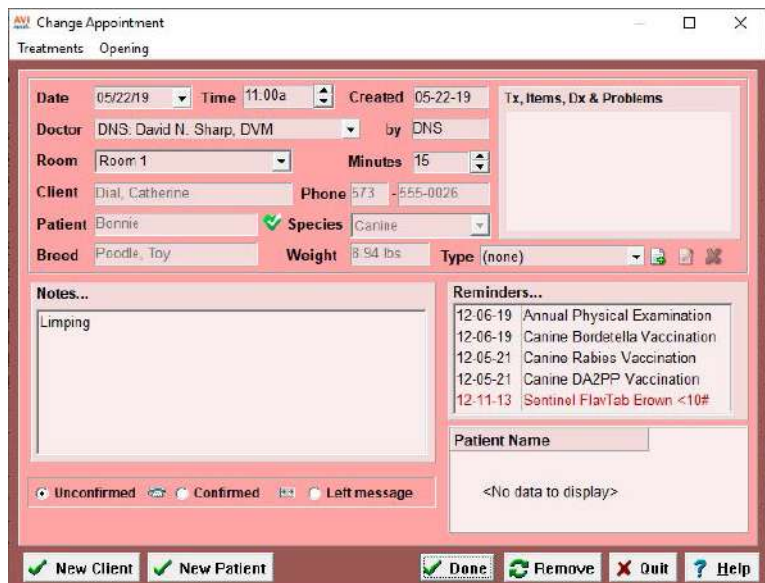 AVI
Change Appointment
Treatments Opening
Date 05/22/19 Time 11:00a Created 05-22-19
Tx, Items, Dx & Problems
Doctor DNS: David N. Sharp, DVM by DNS
Room Room 1 Minutes 15
Client Dial, Catherine Phone 573 - 555-0026
Patient Bonnie Species Canine
Breed Poodle, Toy Weight 8.94 lbs Type (none)
Notes...
Limping
Reminders...
12-06-19 Annual Physical Examination
12-06-19 Canine Bordetella Vaccination
12-05-21 Canine Rabies Vaccination
12-05-21 Canine DA2PP Vaccination
12-11-13 Sentinel FlavTab Brown <10#
Patient Name
<No data to display>
Unconfirmed Confirmed Left message
New Client New Patient Done Remove Quit Help